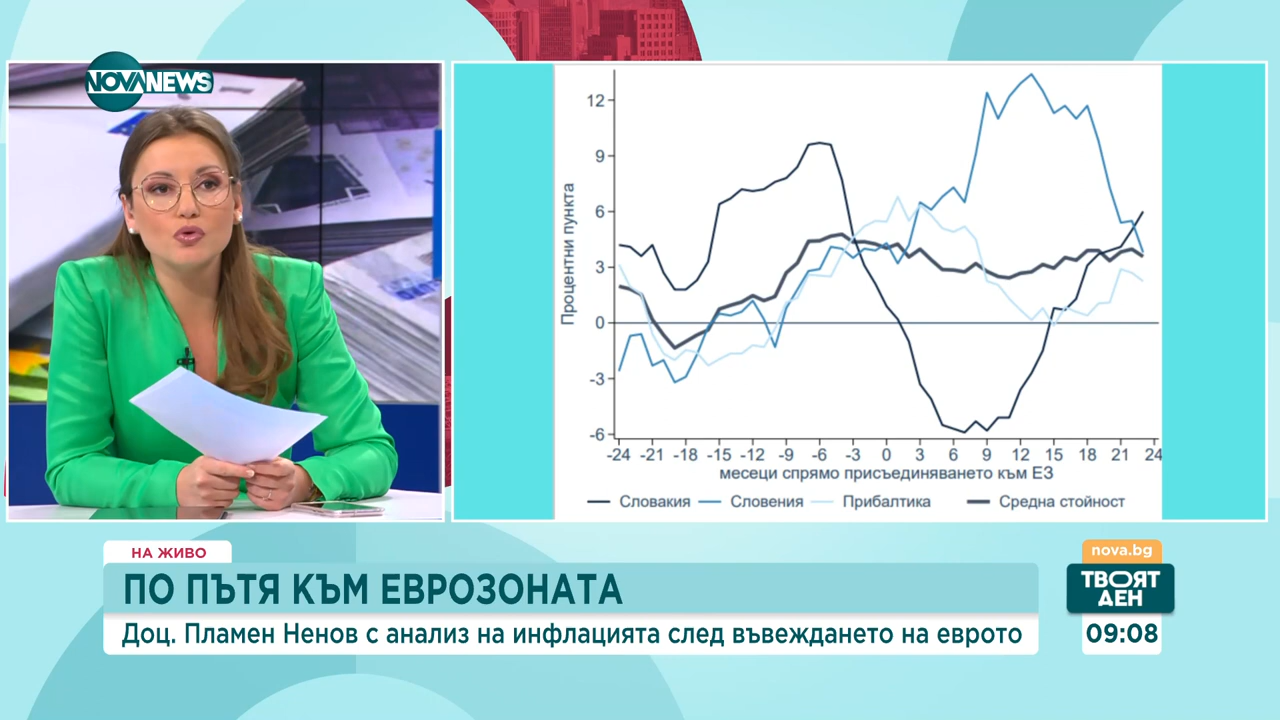 NOVANEWS
Процентни пункта
12
9
6
3
0
-3
-6
-24 -21 -18 -15 -12 -9 -6 -3 0 3 6 9 12 15 18 21 24
месеци спрямо присъединяването към ЕЗ
Словакия Словения Прибалтика Средна стойност
НА ЖИВО
ПО ПЪТЯ КЪМ ЕВРОЗОНАТА
Доц. Пламен Ненов с анализ на инфлацията след въвеждането на еврото
nova.bg
ТВОЯТ
ДЕН
09:08